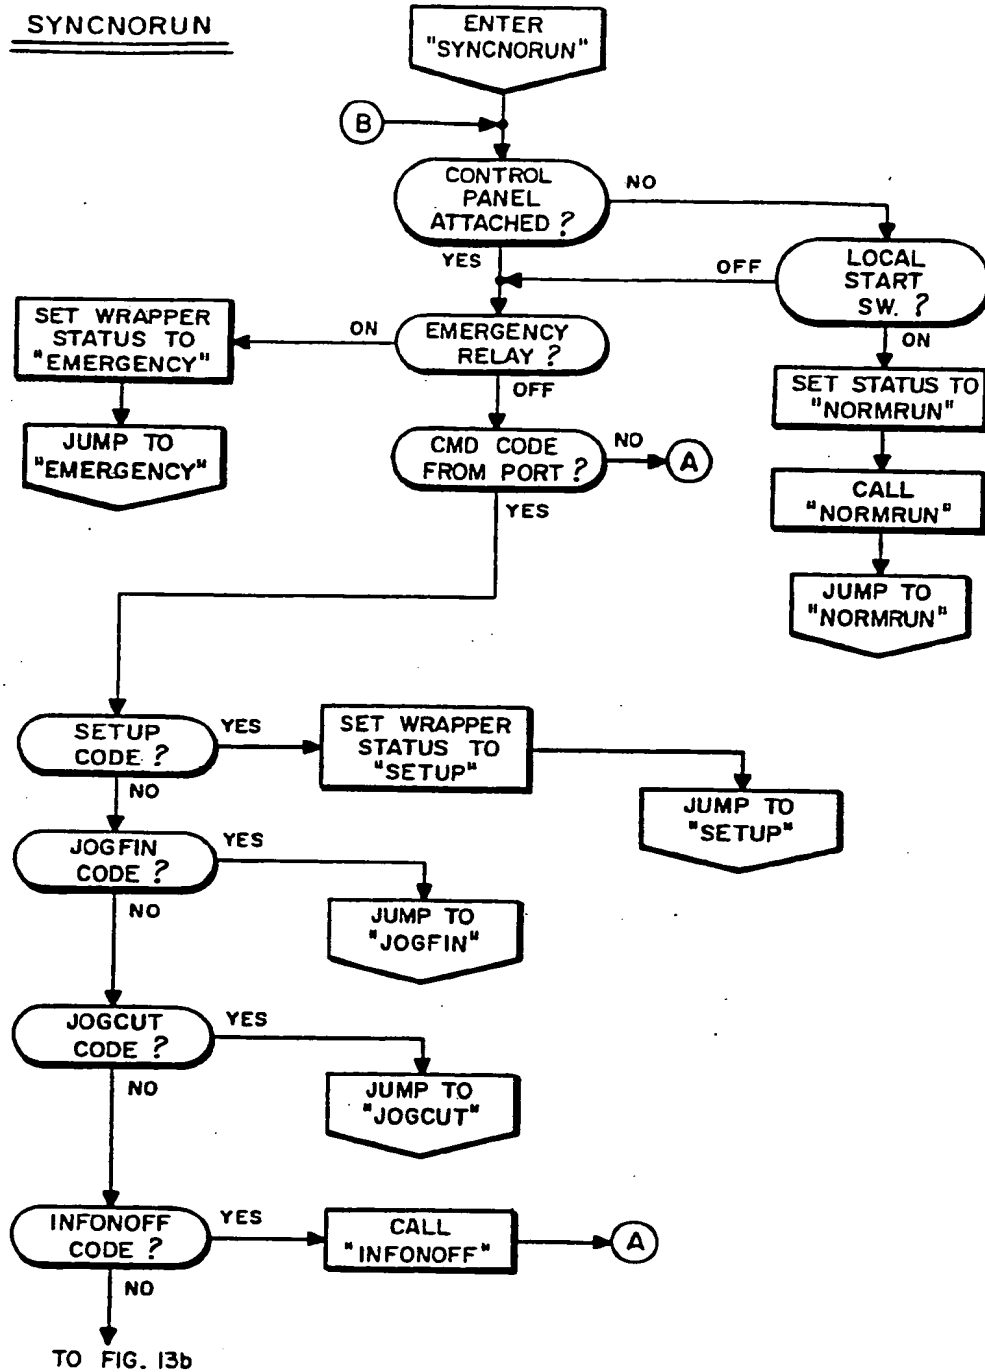 SYNCNORUN
ENTER
"SYNCNORUN"
B
CONTROL
PANEL
ATTACHED ?
NO
YES
LOCAL
START
SW. ?
OFF
ON
SET WRAPPER
STATUS TO
"EMERGENCY"
ON
EMERGENCY
RELAY ?
OFF
SET STATUS TO
"NORMRUN"
JUMP TO
"EMERGENCY"
CMD CODE
FROM PORT ?
NO
A
YES
CALL
"NORMRUN"
JUMP TO
"NORMRUN"
SETUP
CODE ?
YES
SET WRAPPER
STATUS TO
"SETUP"
JUMP TO
"SETUP"
NO
JOGFIN
CODE ?
YES
JUMP TO
"JOGFIN"
NO
JOGCUT
CODE ?
YES
JUMP TO
"JOGCUT"
NO
INFONOFF
CODE ?
YES
CALL
"INFONOFF"
A
NO
TO FIG. 13b